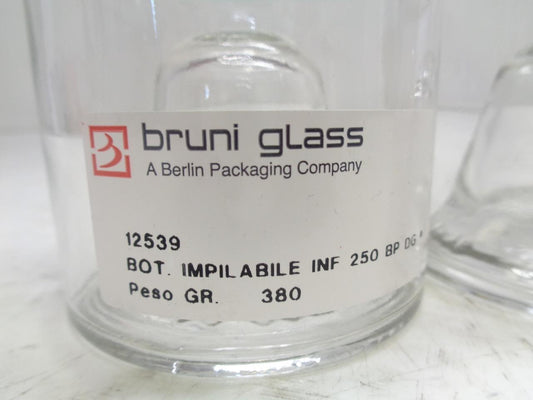 B
bruni glass
A Berlin Packaging Company
12539
BOT. IMPILABILE INF 250 BP DG *
Peso GR. 380